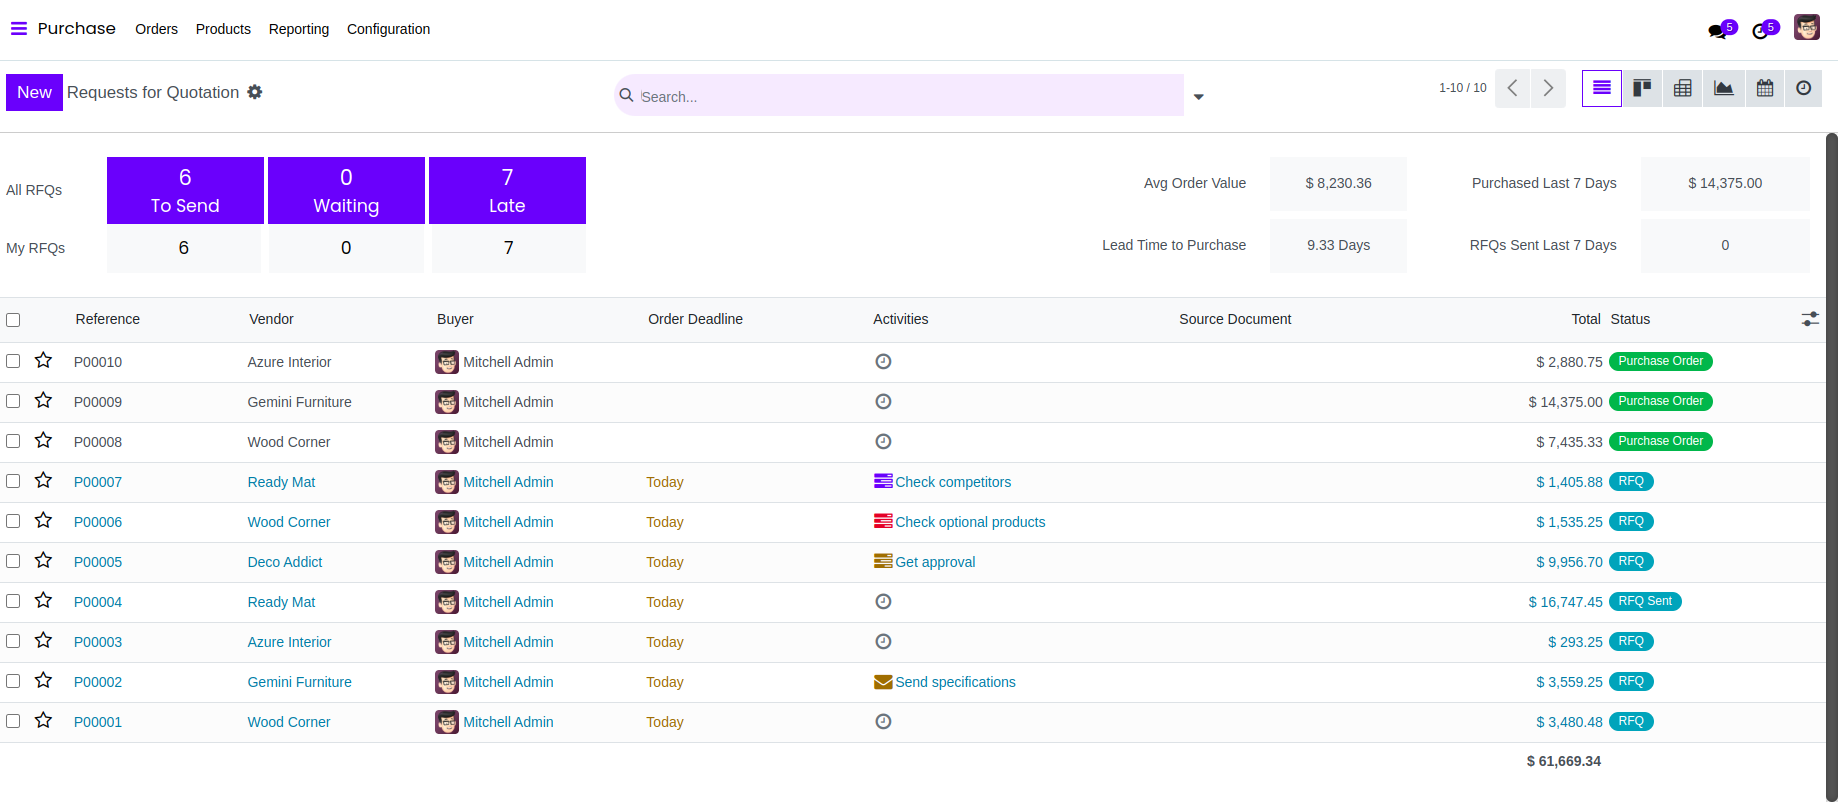 Purchase Orders Products Reporting Configuration 5 5
New Requests for Quotation Search... 1-10 / 10
All RFQs 6 To Send 0 Waiting 7 Late
My RFQs 6 0 7
Avg Order Value $ 8,230.36 Purchased Last 7 Days $ 14,375.00
Lead Time to Purchase 9.33 Days RFQs Sent Last 7 Days 0
Reference Vendor Buyer Order Deadline Activities Source Document Total Status
P00010 Azure Interior Mitchell Admin $ 2,880.75 Purchase Order
P00009 Gemini Furniture Mitchell Admin $ 14,375.00 Purchase Order
P00008 Wood Corner Mitchell Admin $ 7,435.33 Purchase Order
P00007 Ready Mat Mitchell Admin Today Check competitors $ 1,405.88 RFQ
P00006 Wood Corner Mitchell Admin Today Check optional products $ 1,535.25 RFQ
P00005 Deco Addict Mitchell Admin Today Get approval $ 9,956.70 RFQ
P00004 Ready Mat Mitchell Admin Today $ 16,747.45 RFQ Sent
P00003 Azure Interior Mitchell Admin Today $ 293.25 RFQ
P00002 Gemini Furniture Mitchell Admin Today Send specifications $ 3,559.25 RFQ
P00001 Wood Corner Mitchell Admin Today $ 3,480.48 RFQ
$ 61,669.34